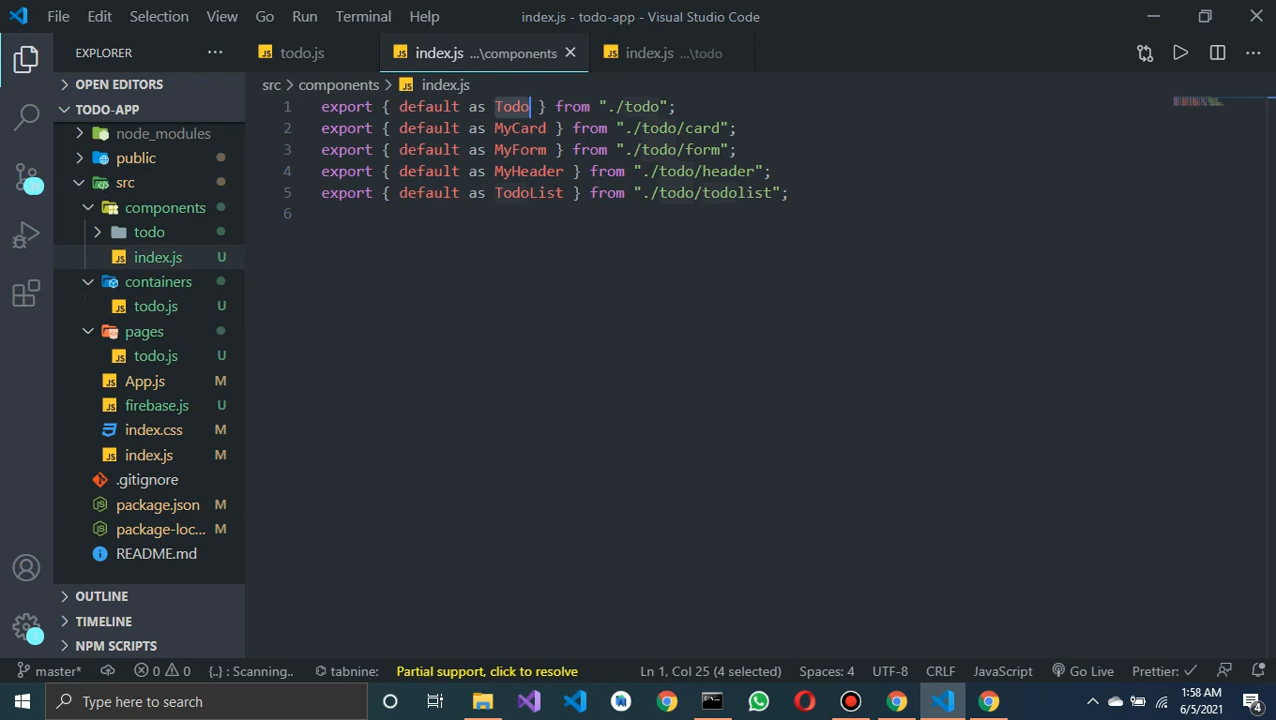 File Edit Selection View Go Run Terminal Help index.js - todo-app - Visual Studio Code
EXPLORER
OPEN EDITORS
TODO-APP
node_modules
public
src
components
todo
index.js U
containers
todo.js U
pages
todo.js U
App.js M
firebase.js U
index.css M
index.js M
.gitignore
package.json M
package-loc... M
README.md
OUTLINE
TIMELINE
NPM SCRIPTS
JS todo.js JS index.js ...\components JS index.js ...\todo
src > components > JS index.js
1 export { default as Todo } from "./todo";
2 export { default as MyCard } from "./todo/card";
3 export { default as MyForm } from "./todo/form";
4 export { default as MyHeader } from "./todo/header";
5 export { default as TodoList } from "./todo/todolist";
6
master* 0 0 {..} : Scanning.. tabnine: Partial support, click to resolve Ln 1, Col 25 (4 selected) Spaces: 4 UTF-8 CRLF JavaScript Go Live Prettier:
Type here to search
1:58 AM
6/5/2021
4